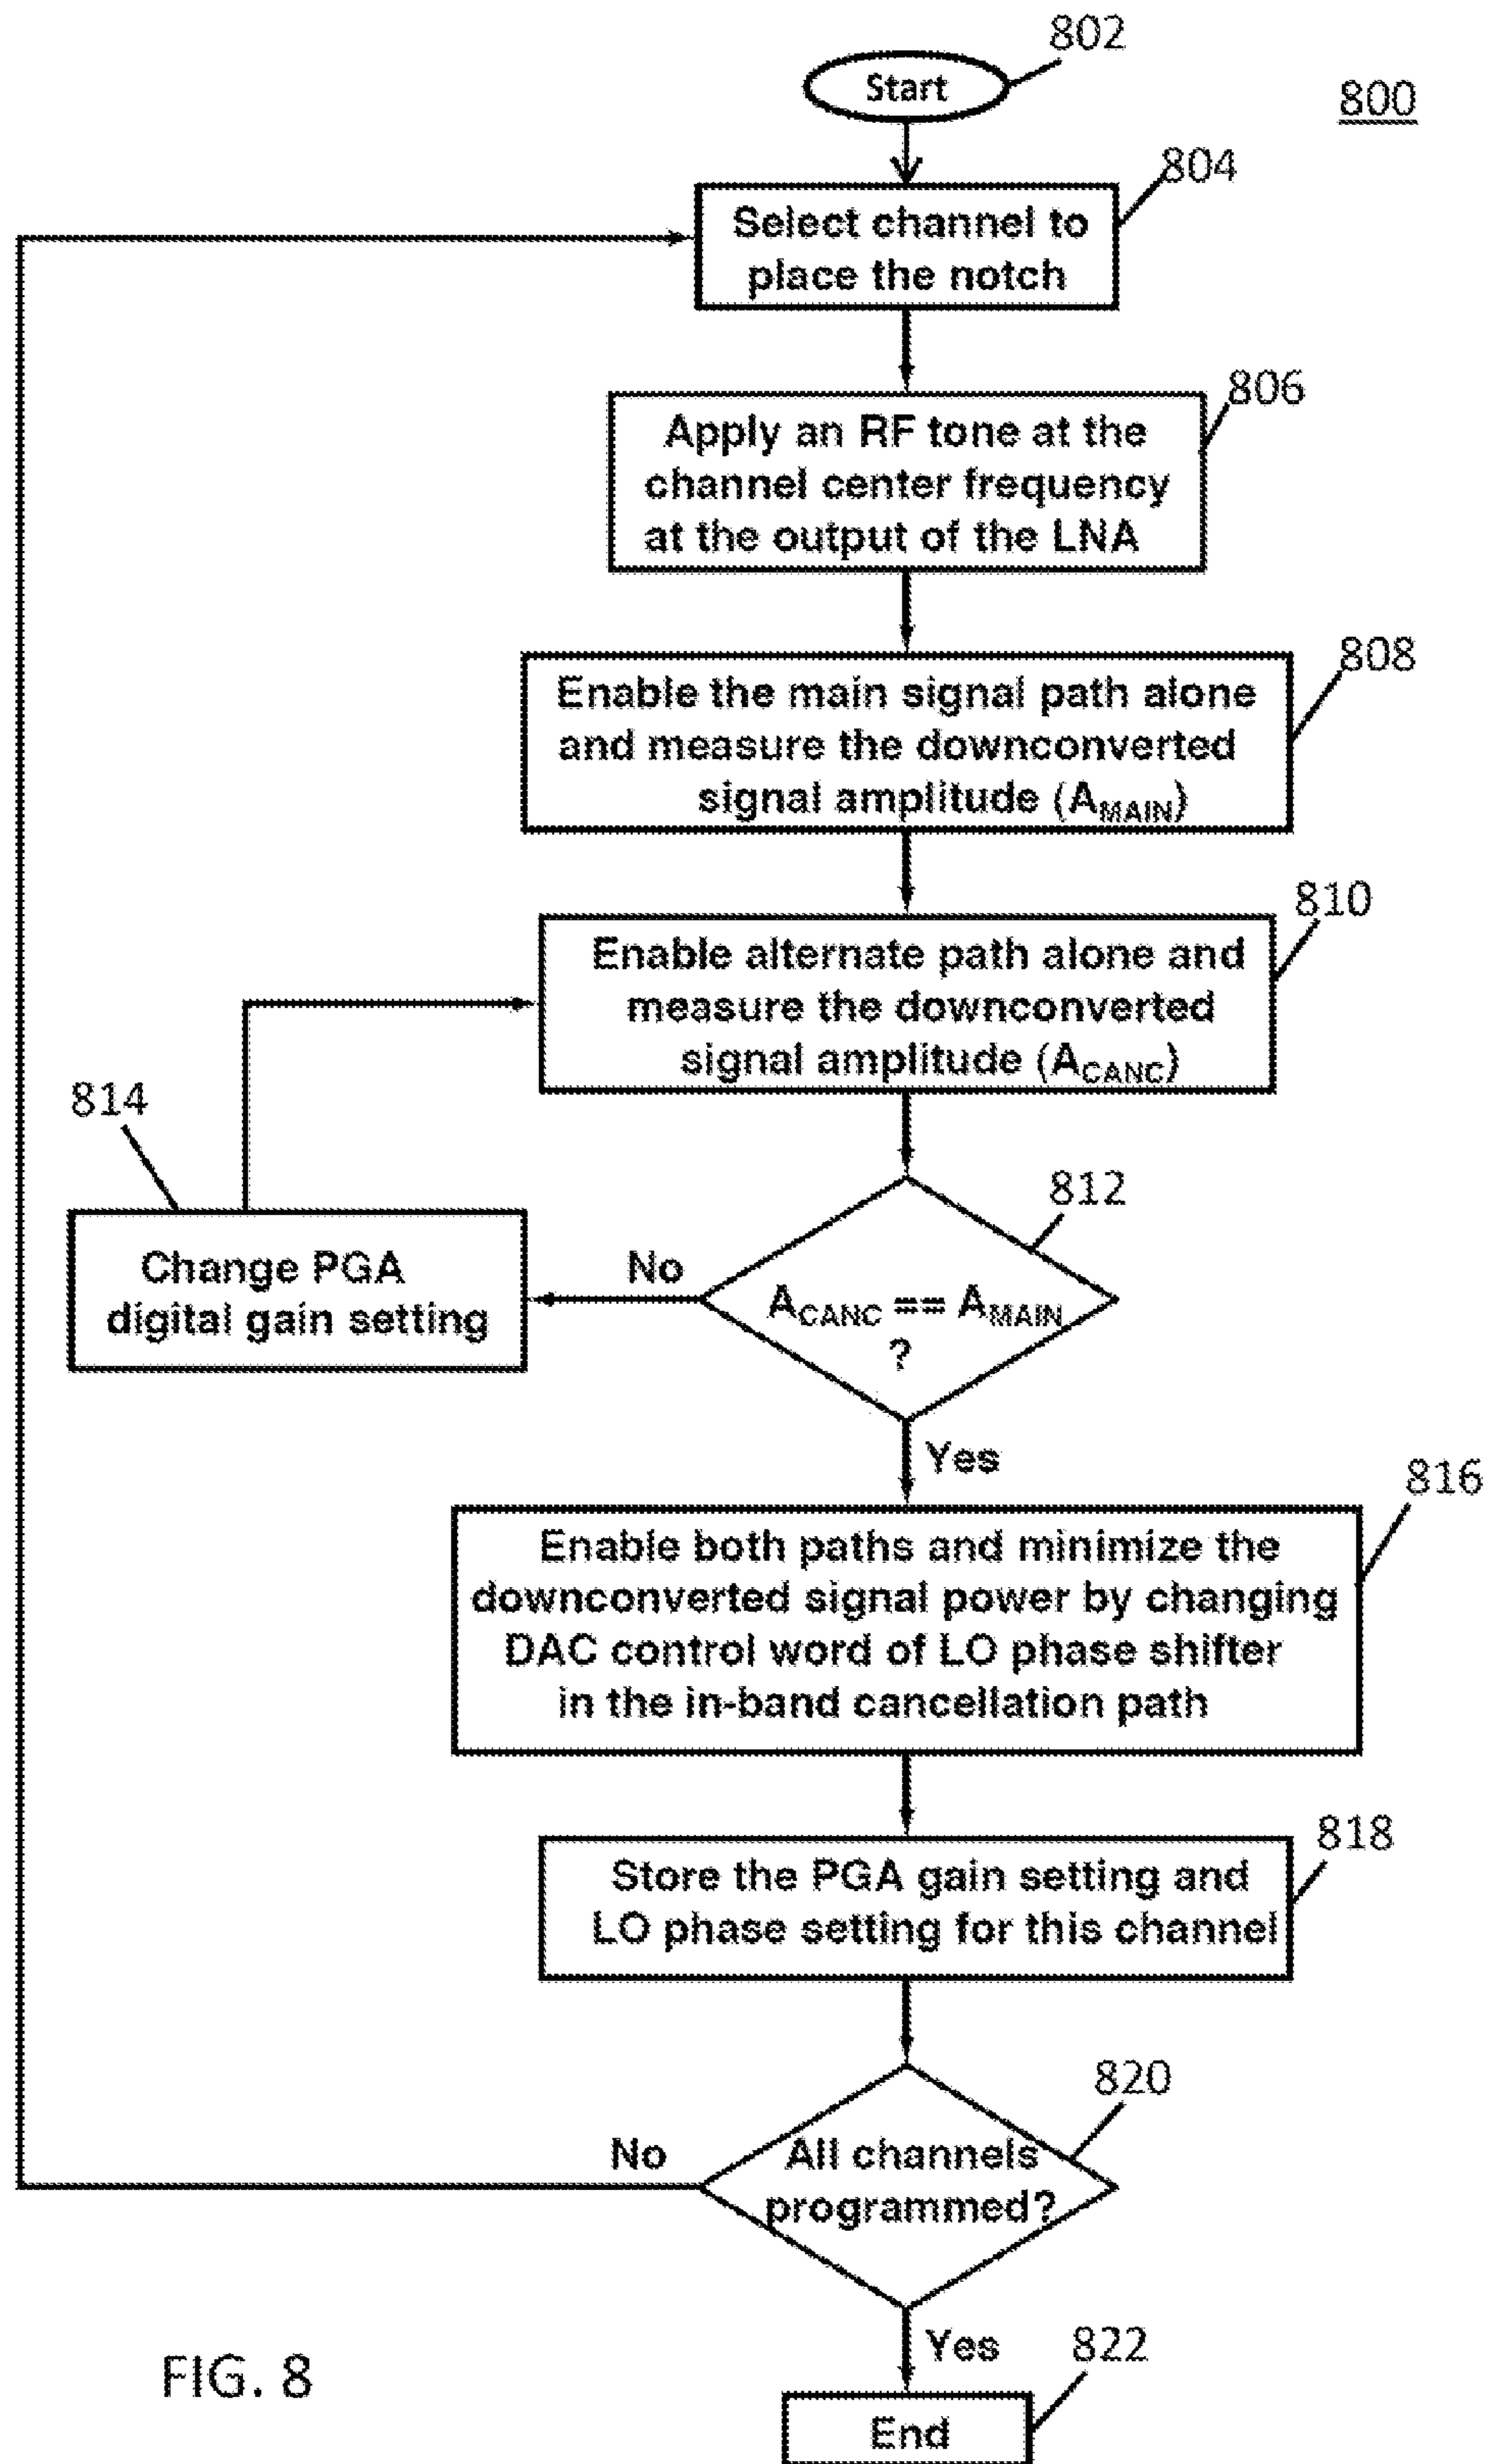 802
Start
800
804
Select channel to
place the notch
806
Apply an RF tone at the
channel center frequency
at the output of the LNA
808
Enable the main signal path alone
and measure the downconverted
signal amplitude (AMAIN)
810
Enable alternate path alone and
measure the downconverted
signal amplitude (ACANC)
814
812
Change PGA
digital gain setting
No
ACANC == AMAIN
?
Yes
816
Enable both paths and minimize the
downconverted signal power by changing
DAC control word of LO phase shifter
in the in-band cancellation path
818
Store the PGA gain setting and
LO phase setting for this channel
820
No
All channels
programmed?
Yes
822
FIG. 8
End